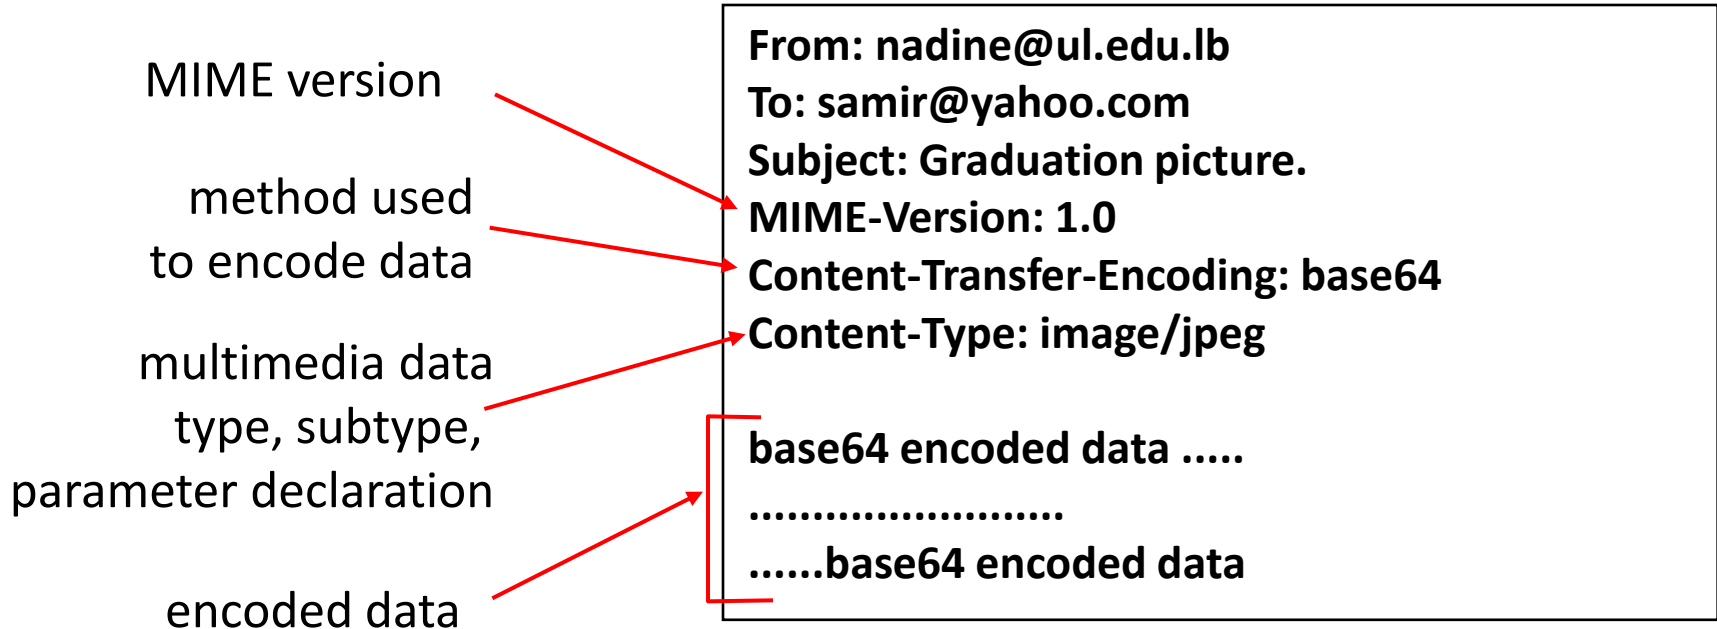 MIME version
method used
to encode data
multimedia data
type, subtype,
parameter declaration
encoded data
From: nadine@ul.edu.lb
To: samir@yahoo.com
Subject: Graduation picture.
MIME-Version: 1.0
Content-Transfer-Encoding: base64
Content-Type: image/jpeg
base64 encoded data .....
.........................
......base64 encoded data